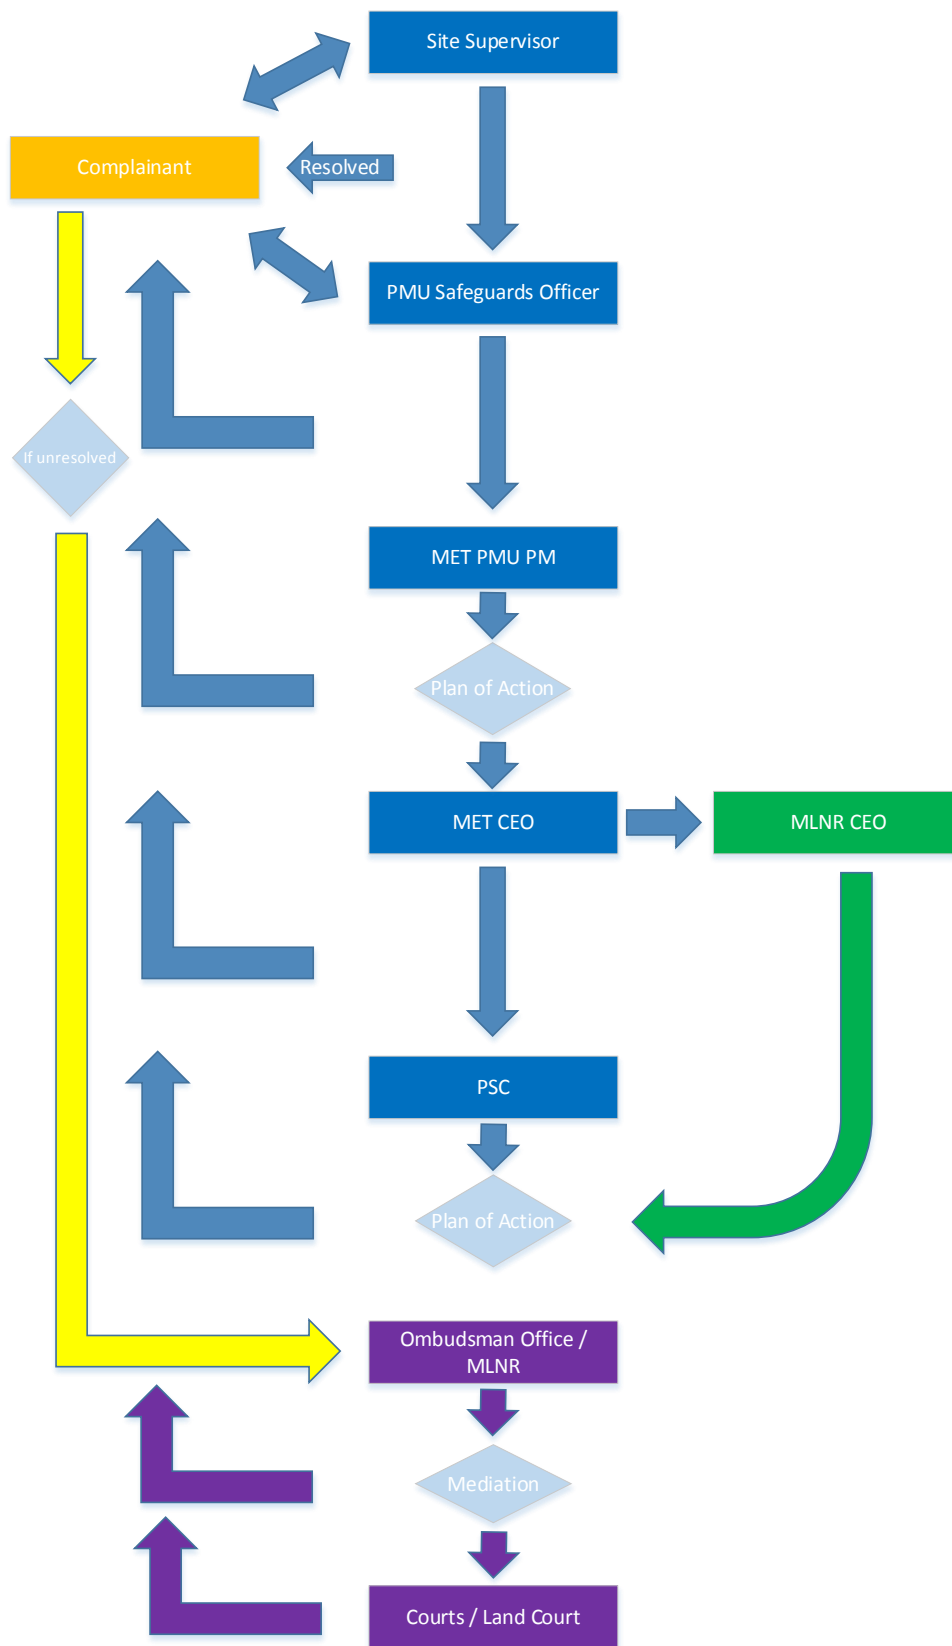 Site Supervisor
Complainant
Resolved
PMU Safeguards Officer
If unresolved
MET PMU PM
Plan of Action
MET CEO
MLNR CEO
PSC
Plan of Action
Ombudsman Office /
MLNR
Mediation
Courts / Land Court